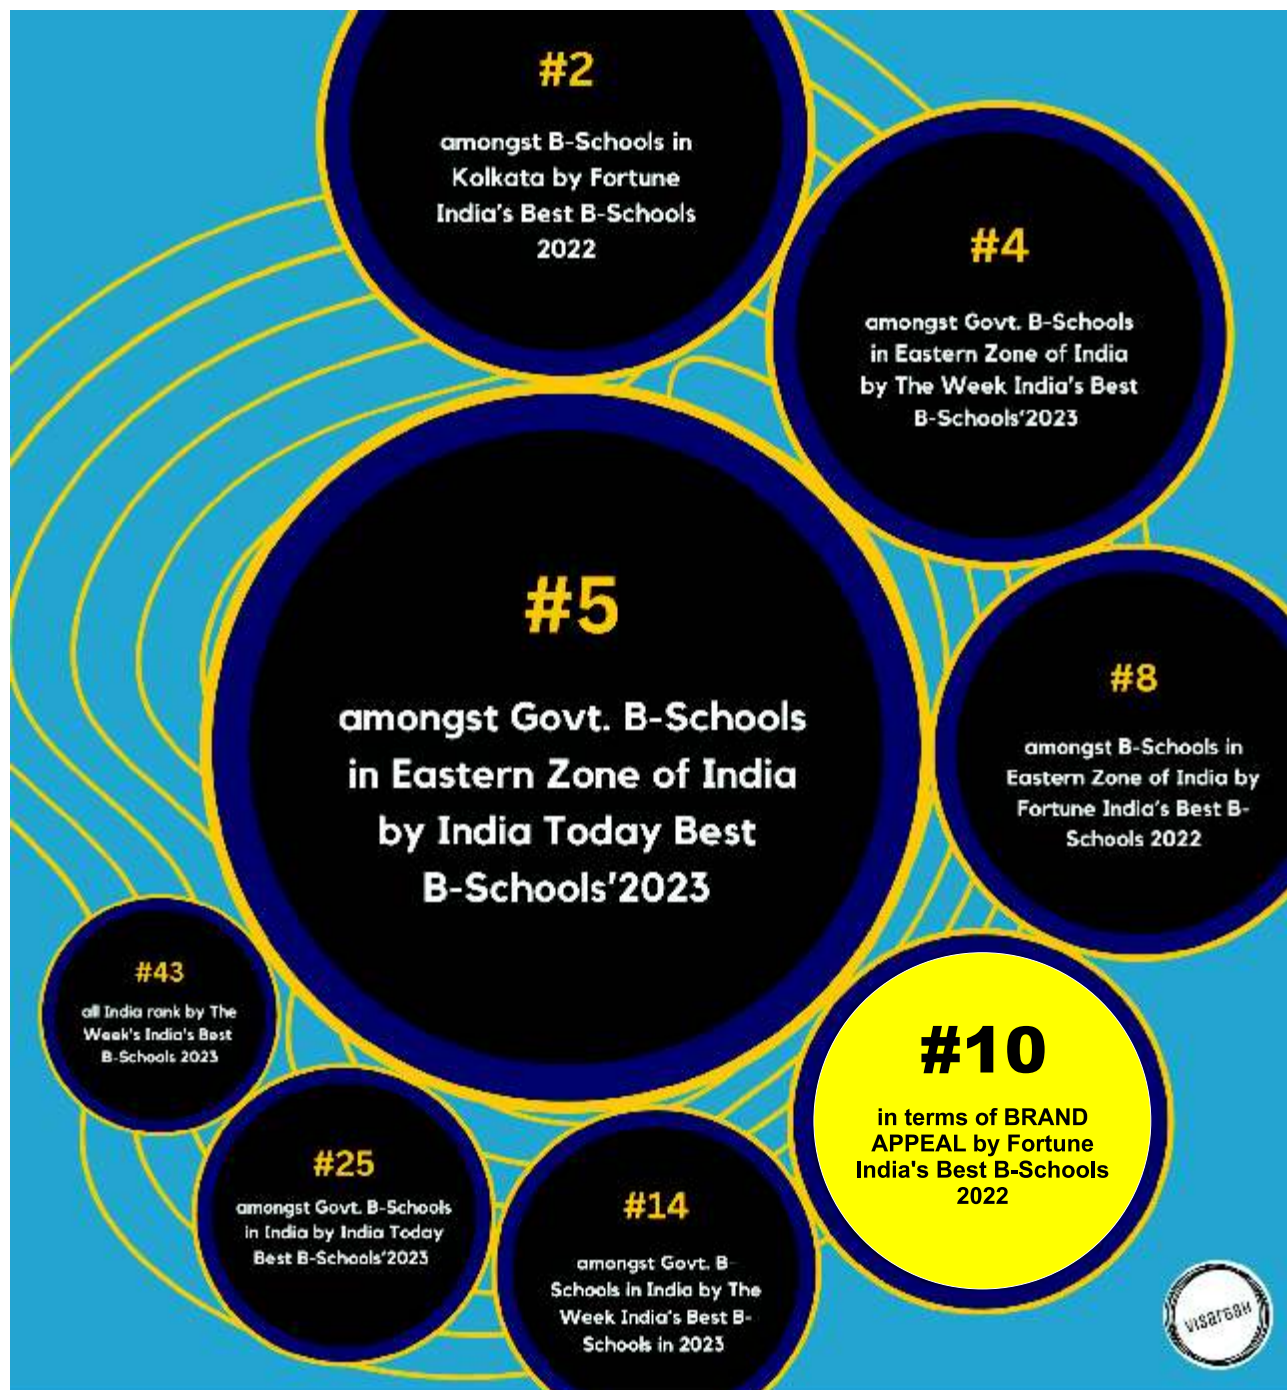 #2
amongst B-Schools in
Kolkata by Fortune
India's Best B-Schools
2022
#4
amongst Govt. B-Schools
in Eastern Zone of India
by The Week India's Best
B-Schools'2023
#5
amongst Govt. B-Schools
in Eastern Zone of India
by India Today Best
B-Schools'2023
#8
amongst B-Schools in
Eastern Zone of India by
Fortune India's Best B-
Schools 2022
#43
all India rank by The
Week's India's Best
B-Schools 2023
#10
in terms of BRAND
APPEAL by Fortune
India's Best B-Schools
2022
#25
amongst Govt. B-Schools
in India by India Today
Best B-Schools'2023
#14
amongst Govt. B-
Schools in India by The
Week India's Best B-
Schools in 2023
visargah